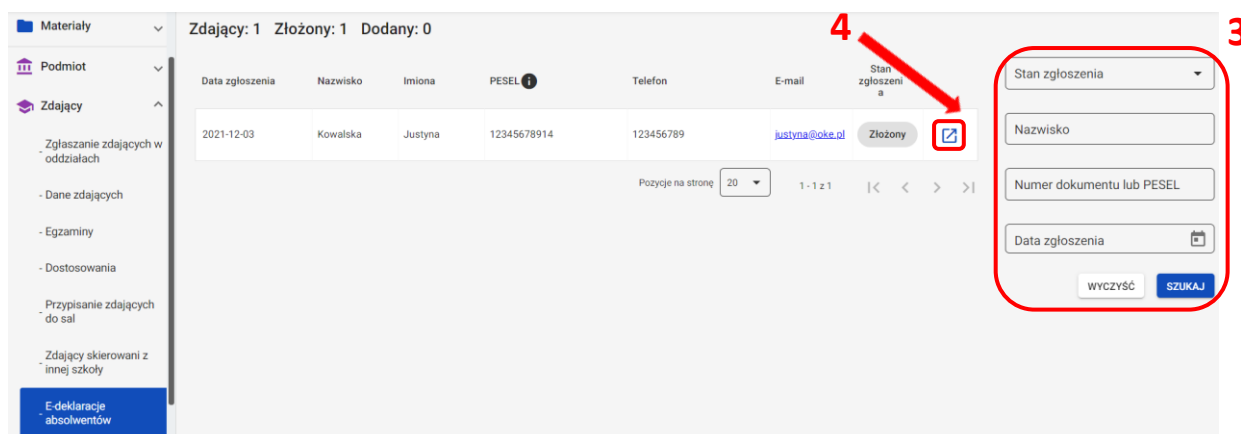 Materiały
Podmiot
Zdający
Zgłaszanie zdających w
- oddziałach
- Dane zdających
- Egzaminy
- Dostosowania
Przypisanie zdających
- do sal
Zdający skierowani z
- innej szkoły
E-deklaracje
- absolwentów
Zdający: 1 Złożony: 1 Dodany: 0
4
3
Data zgłoszenia Nazwisko Imiona PESEL i Telefon E-mail Stan
zgłoszeni
a
2021-12-03 Kowalska Justyna 12345678914 123456789 justyna@oke.pl Złożony
Pozycje na stronę 20 1 - 1 z 1 |< < > >|
Stan zgłoszenia
Nazwisko
Numer dokumentu lub PESEL
Data zgłoszenia
WYCZYŚĆ SZUKAJ